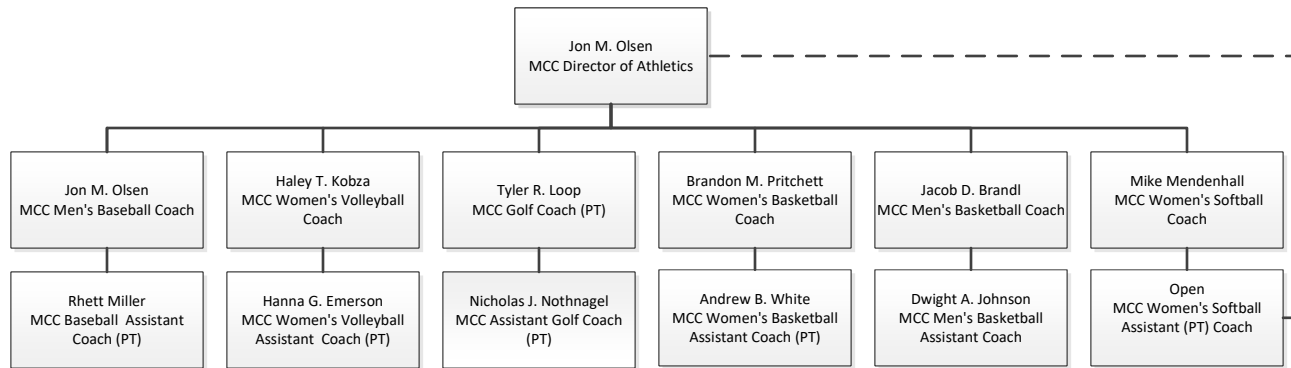 Jon M. Olsen
MCC Director of Athletics
Jon M. Olsen
MCC Men's Baseball Coach
Haley T. Kobza
MCC Women's Volleyball
Coach
Tyler R. Loop
MCC Golf Coach (PT)
Brandon M. Pritchett
MCC Women's Basketball
Coach
Jacob D. Brandl
MCC Men's Basketball Coach
Mike Mendenhall
MCC Women's Softball
Coach
Rhett Miller
MCC Baseball  Assistant
Coach (PT)
Hanna G. Emerson
MCC Women's Volleyball
Assistant  Coach (PT)
Nicholas J. Nothnagel
MCC Assistant Golf Coach
(PT)
Andrew B. White
MCC Women's Basketball
Assistant Coach (PT)
Dwight A. Johnson
MCC Men's Basketball
Assistant Coach
Open
MCC Women's Softball
Assistant (PT) Coach